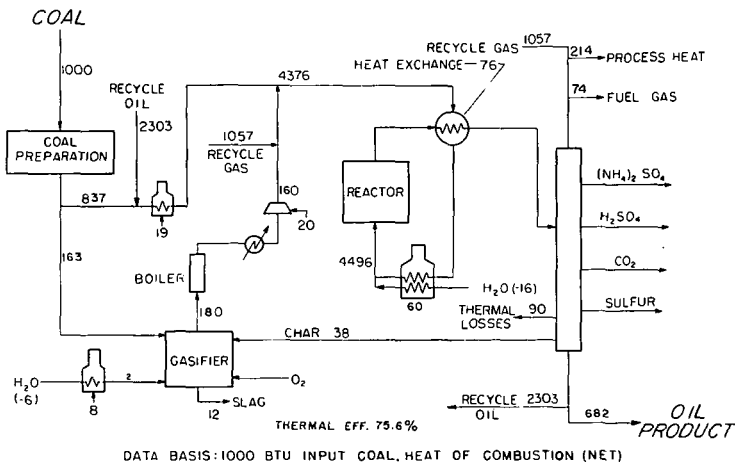 COAL
1000
COAL
PREPARATION
RECYCLE
OIL
2303
837
19
163
4376
1057
RECYCLE
GAS
160
20
BOILER
180
GASIFIER
H₂O
(-6)
8
2
12
SLAG
O₂
CHAR 38
RECYCLE GAS
1057
HEAT EXCHANGE—76
REACTOR
4496
60
H₂O (-16)
THERMAL
LOSSES
90
214
PROCESS HEAT
74
FUEL GAS
(NH₄)₂ SO₄
H₂SO₄
CO₂
SULFUR
RECYCLE 2303
OIL
682
OIL
PRODUCT
THERMAL EFF. 75.6%
DATA BASIS: 1000 BTU INPUT COAL, HEAT OF COMBUSTION (NET)